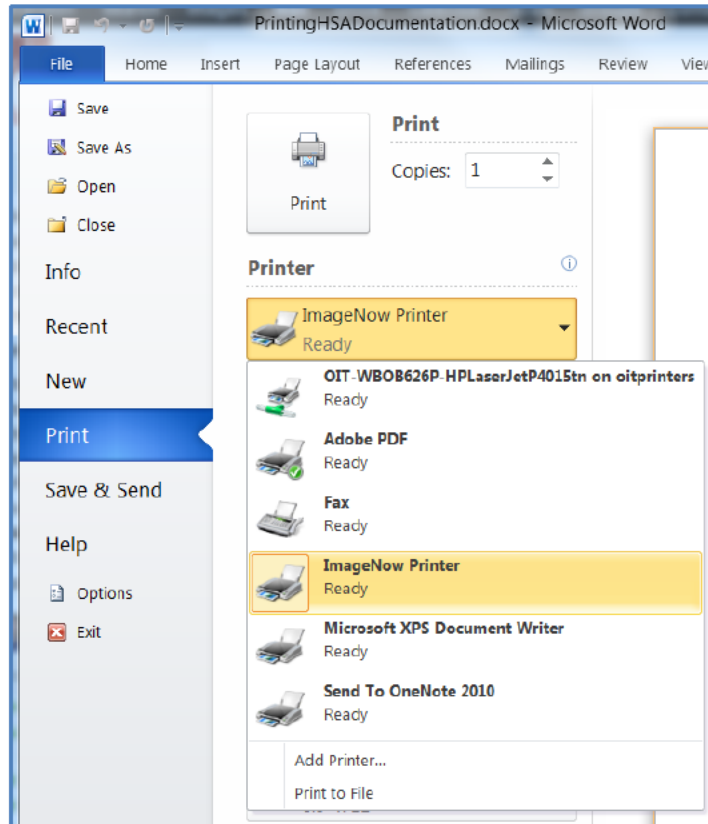 W
PrintingHSADocumentation.docx - Microsoft Word
File Home Insert Page Layout References Mailings Review View
Save
Save As
Open
Close
Info
Recent
New
Print
Save & Send
Help
Options
Exit
Print
Print
Copies: 1
Printer
ImageNow Printer
Ready
OIT-WBOB626P-HPLaserJetP4015tn on oitprinters
Ready
Adobe PDF
Ready
Fax
Ready
ImageNow Printer
Ready
Microsoft XPS Document Writer
Ready
Send To OneNote 2010
Ready
Add Printer...
Print to File